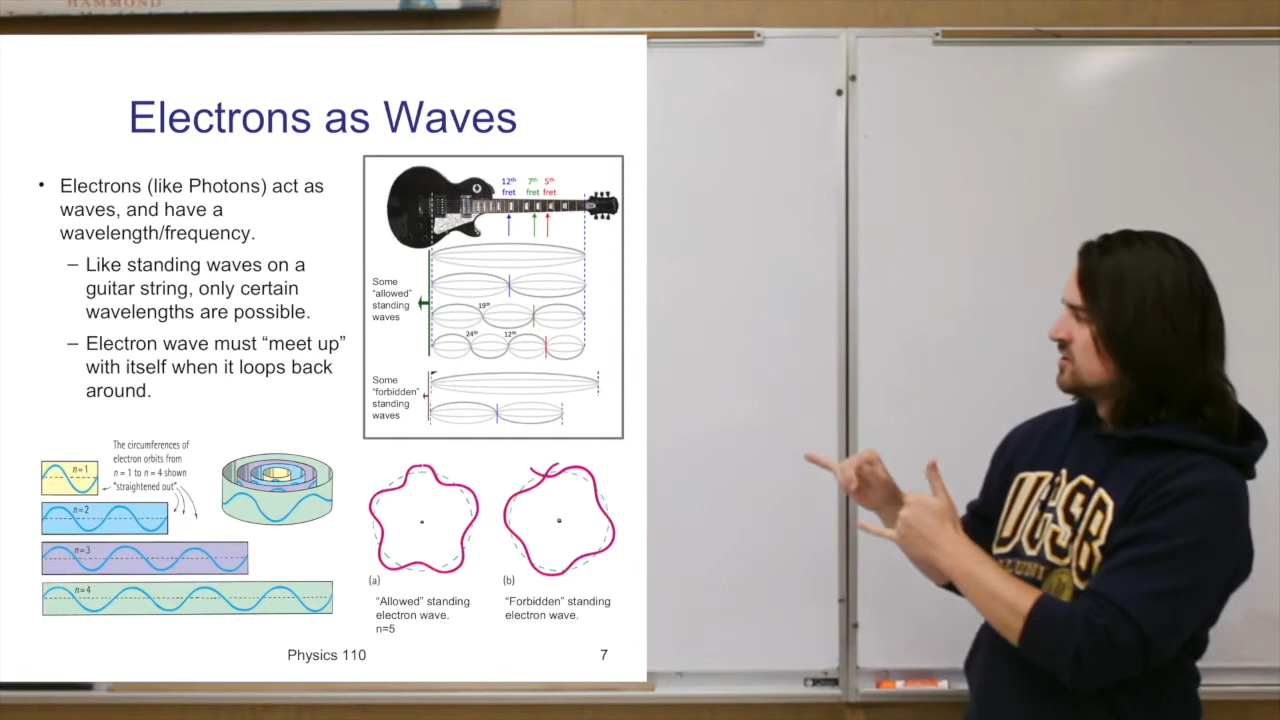 HAMMOND
Electrons as Waves
• Electrons (like Photons) act as
waves, and have a
wavelength/frequency.
– Like standing waves on a
guitar string, only certain
wavelengths are possible.
– Electron wave must “meet up”
with itself when it loops back
around.
12th fret
7th fret
5th fret
Some
“allowed”
standing
waves
19th
24th
12th
Some
“forbidden”
standing
waves
The circumferences of
electron orbits from
n = 1 to n = 4 shown
"straightened out"
n=1
n=2
n=3
n=4
(a)
“Allowed” standing
electron wave.
n=5
(b)
“Forbidden” standing
electron wave.
Physics 110
7
UCSB
ALUMNI